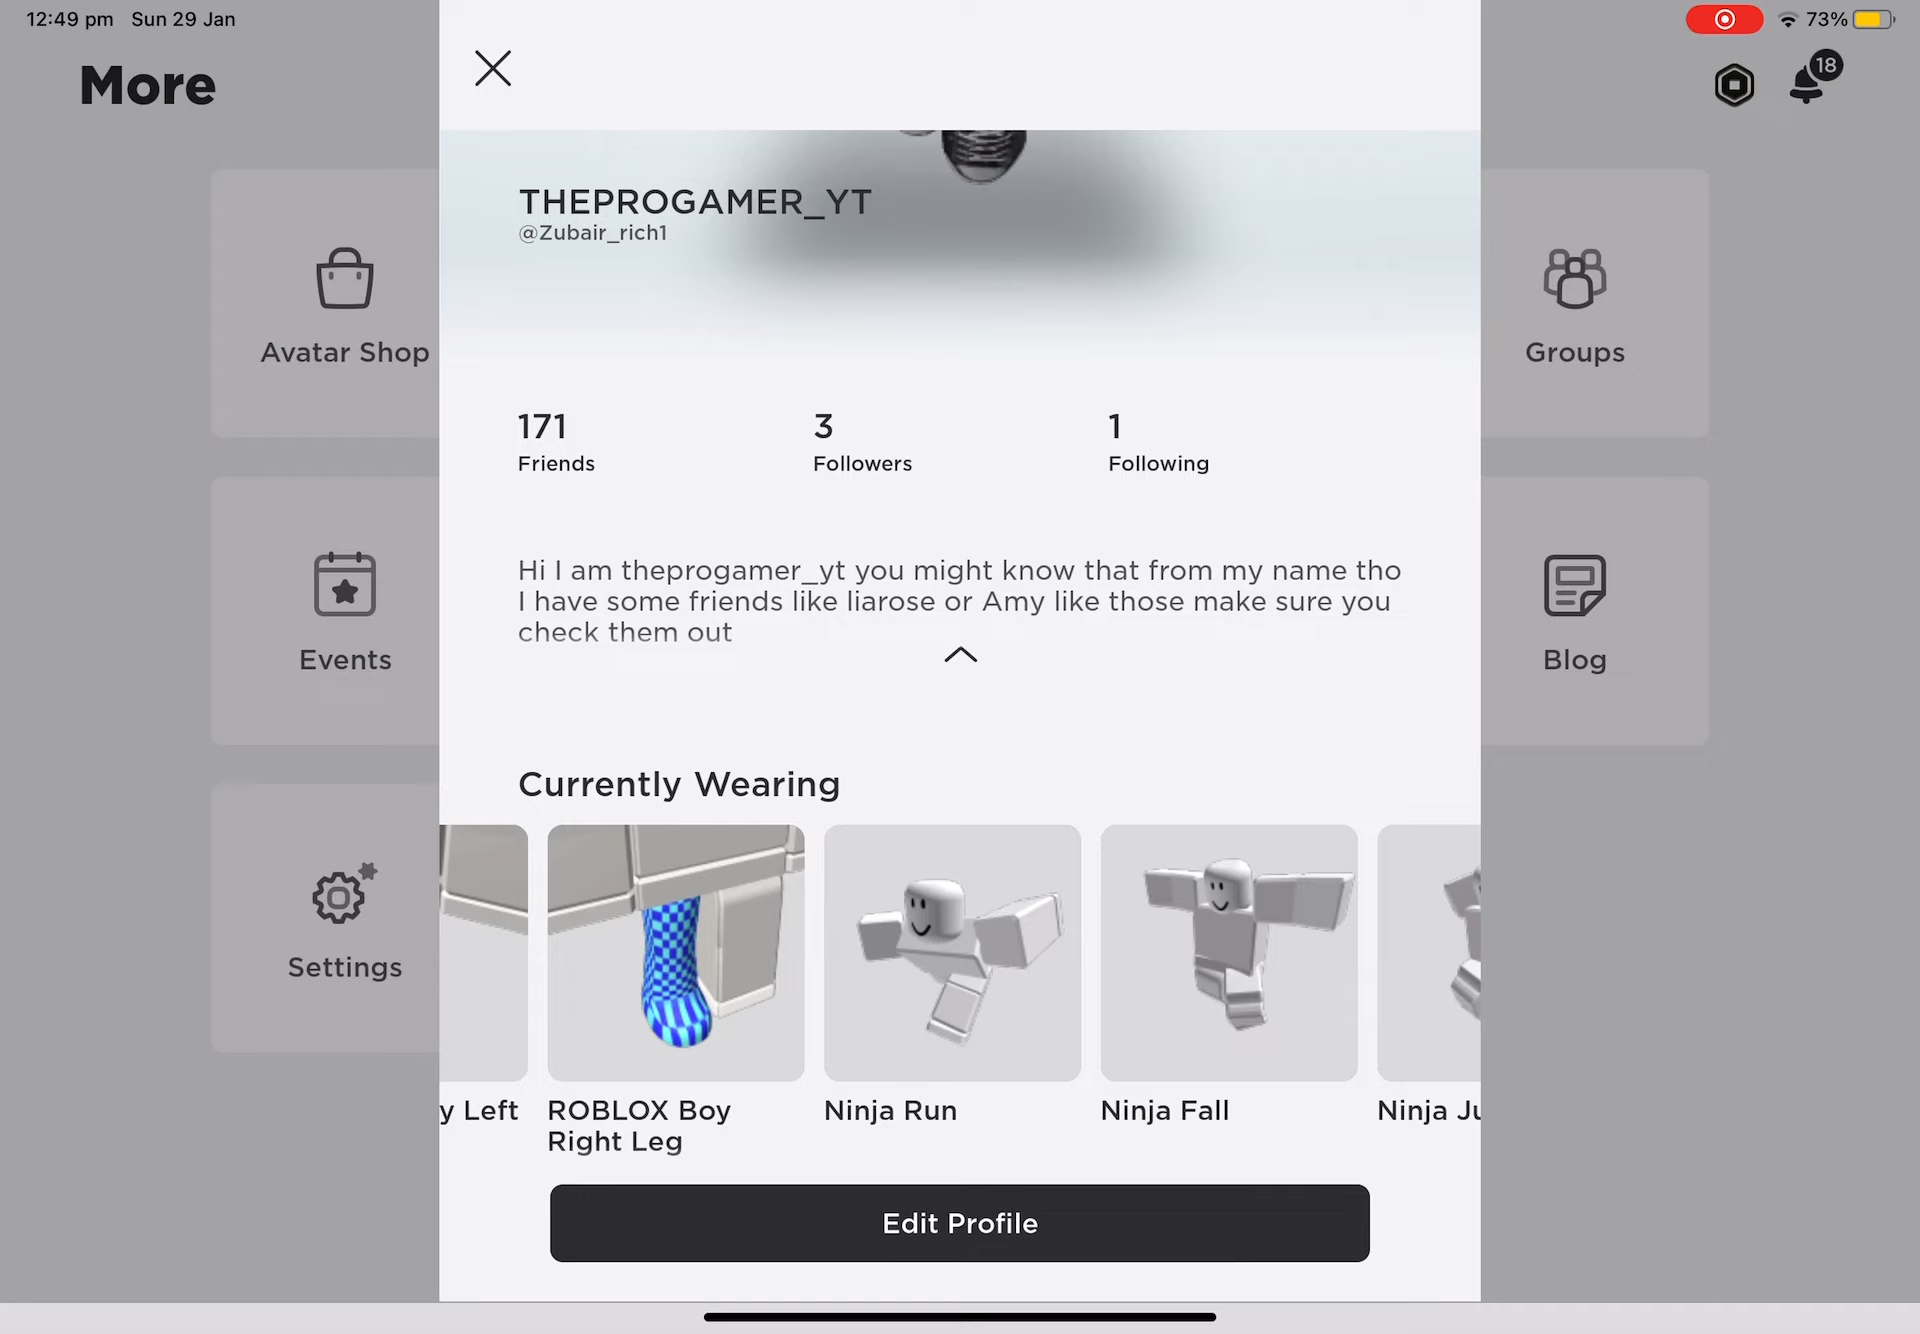 12:49 pm Sun 29 Jan
73%
More
18
THEPROGAMER_YT
@Zubair_rich1
Avatar Shop
Groups
171
3
1
Friends
Followers
Following
Hi I am theprogamer_yt you might know that from my name tho
I have some friends like liarose or Amy like those make sure you
check them out
Events
Blog
Currently Wearing
Settings
y Left
ROBLOX Boy
Right Leg
Ninja Run
Ninja Fall
Ninja Ju
Edit Profile